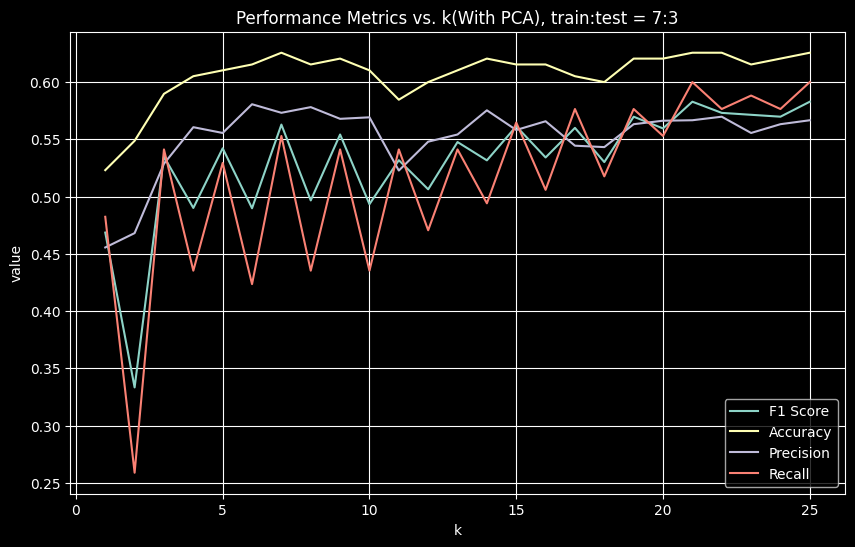 Performance Metrics vs. k(With PCA), train:test = 7:3
value
0.60
0.55
0.50
0.45
0.40
0.35
0.30
0.25
0
5
10
15
20
25
k
F1 Score
Accuracy
Precision
Recall